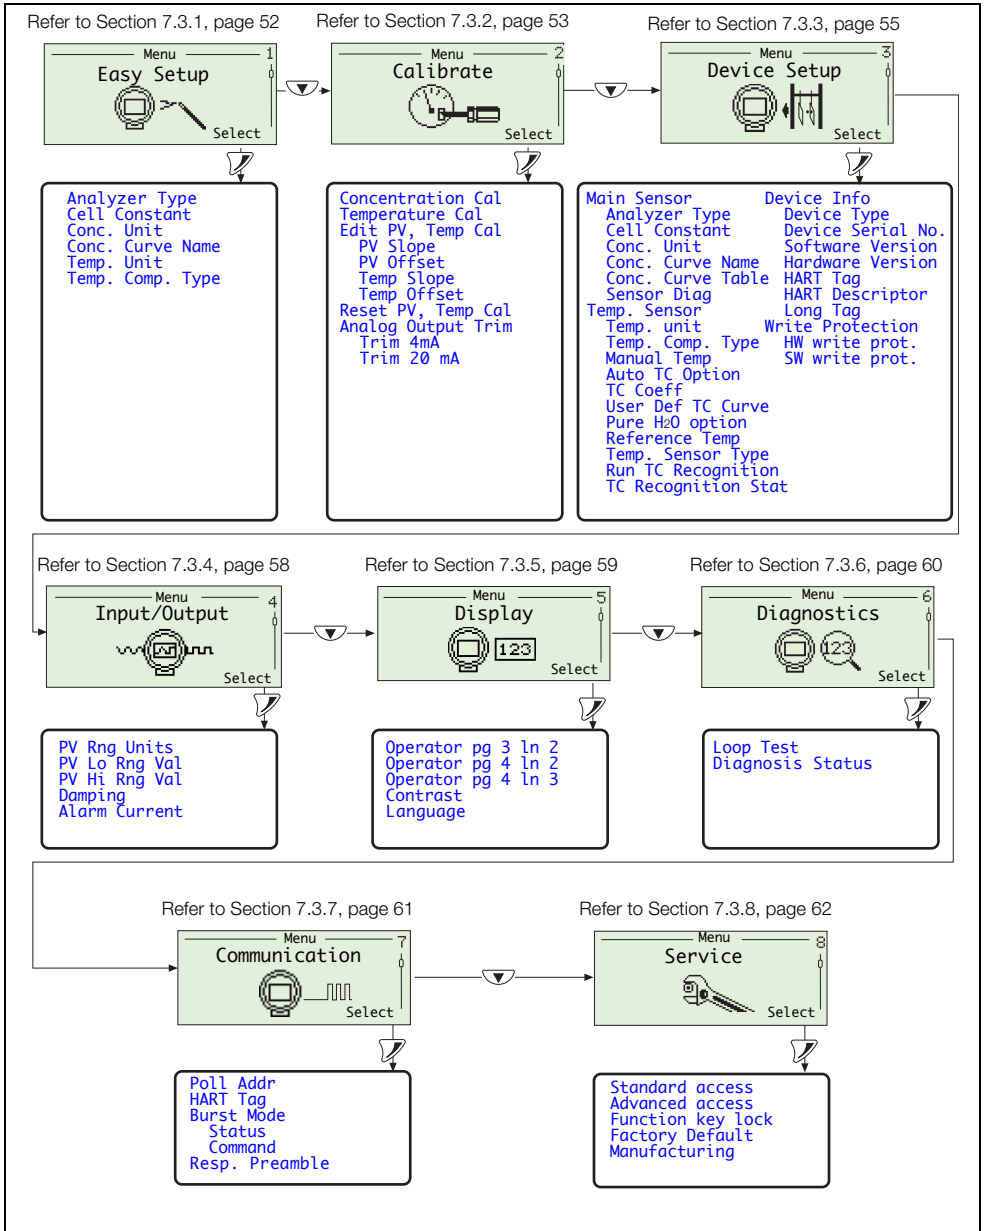 Refer to Section 7.3.1, page 52
Menu 1
Easy Setup
Select
Analyzer Type
Cell Constant
Conc. Unit
Conc. Curve Name
Temp. Unit
Temp. Comp. Type
Refer to Section 7.3.2, page 53
Menu 2
Calibrate
Select
Concentration Cal
Temperature Cal
Edit PV, Temp Cal
PV Slope
PV Offset
Temp Slope
Temp Offset
Reset PV, Temp Cal
Analog Output Trim
Trim 4mA
Trim 20 mA
Refer to Section 7.3.3, page 55
Menu 3
Device Setup
Select
Main Sensor
Analyzer Type
Cell Constant
Conc. Unit
Conc. Curve Name
Conc. Curve Table
Sensor Diag
Temp. Sensor
Temp. unit
Temp. Comp. Type
Manual Temp
Auto TC Option
TC Coeff
User Def TC Curve
Pure H2O option
Reference Temp
Temp. Sensor Type
Run TC Recognition
TC Recognition Stat
Device Info
Device Type
Device Serial No.
Software Version
Hardware Version
HART Tag
HART Descriptor
Long Tag
Write Protection
HW write prot.
SW write prot.
Refer to Section 7.3.4, page 58
Menu 4
Input/Output
Select
PV Rng Units
PV Lo Rng Val
PV Hi Rng Val
Damping
Alarm Current
Refer to Section 7.3.5, page 59
Menu 5
Display
123
Select
Operator pg 3 ln 2
Operator pg 4 ln 2
Operator pg 4 ln 3
Contrast
Language
Refer to Section 7.3.6, page 60
Menu 6
Diagnostics
123
Select
Loop Test
Diagnosis Status
Refer to Section 7.3.7, page 61
Menu 7
Communication
Select
Poll Addr
HART Tag
Burst Mode
Status
Command
Resp. Preamble
Refer to Section 7.3.8, page 62
Menu 8
Service
Select
Standard access
Advanced access
Function key lock
Factory Default
Manufacturing